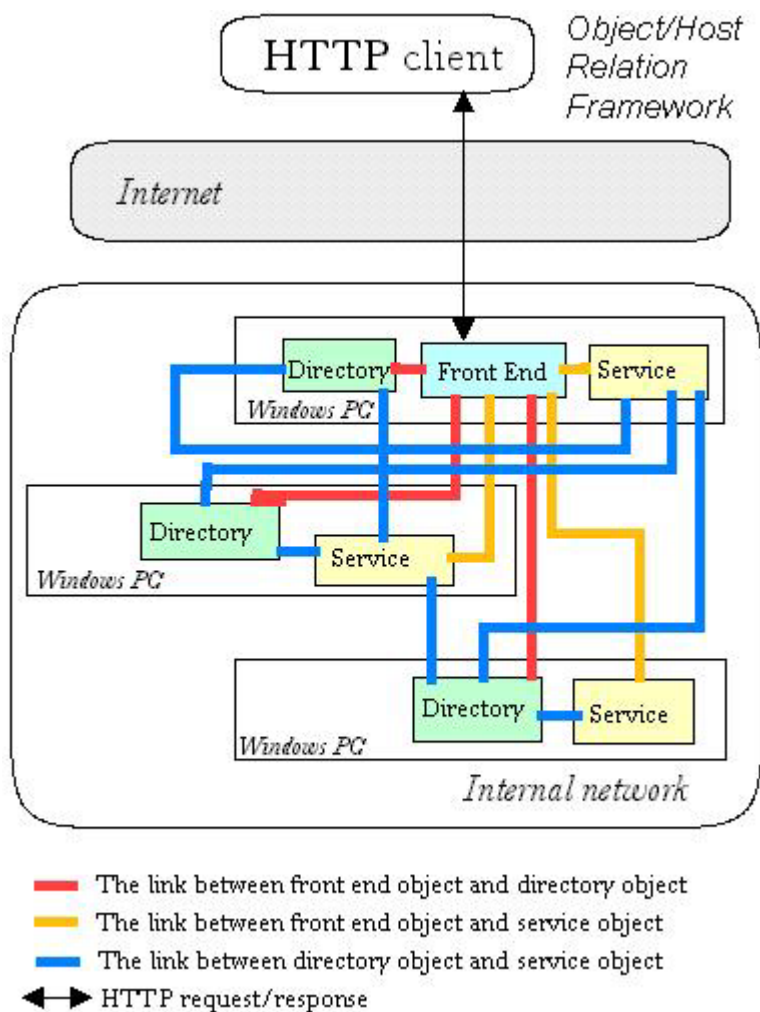 HTTP client
Object/Host
Relation
Framework
Internet
Directory
Front End
Service
Windows PC
Directory
Service
Windows PC
Directory
Service
Windows PC
Internal network
The link between front end object and directory object
The link between front end object and service object
The link between directory object and service object
HTTP request/response